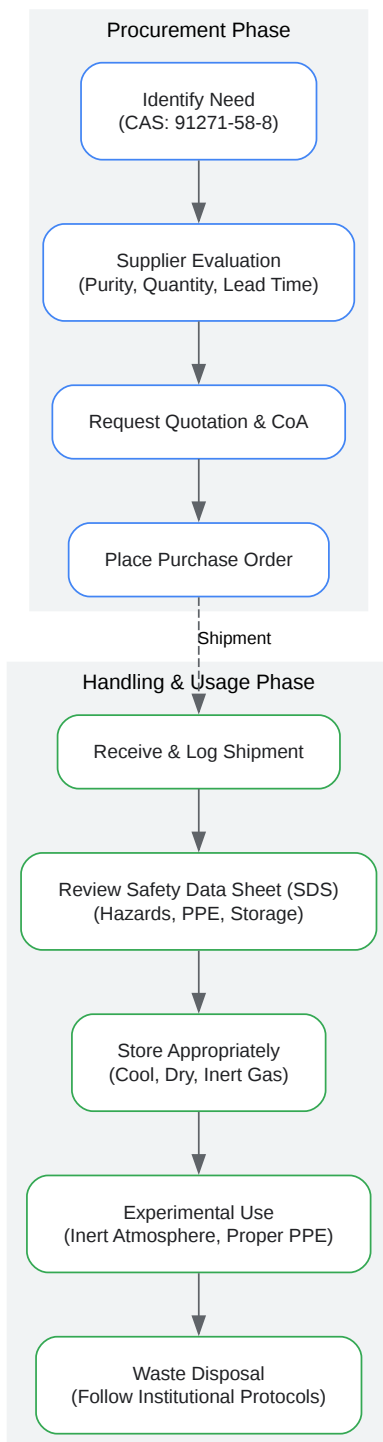 Procurement Phase
Identify Need
(CAS: 91271-58-8)
Supplier Evaluation
(Purity, Quantity, Lead Time)
Request Quotation & CoA
Place Purchase Order
Shipment
Handling & Usage Phase
Receive & Log Shipment
Review Safety Data Sheet (SDS)
(Hazards, PPE, Storage)
Store Appropriately
(Cool, Dry, Inert Gas)
Experimental Use
(Inert Atmosphere, Proper PPE)
Waste Disposal
(Follow Institutional Protocols)